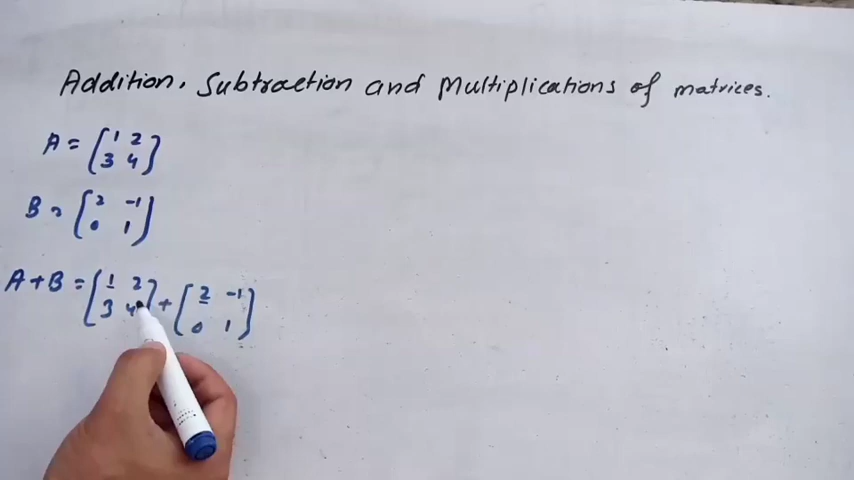 Addition, Subtraction and Multiplications of matrices.
A = [1 2
3 4]
B = [2 -1
0 1]
A+B = [1 2 + [2 -1
3 4] 0 1]